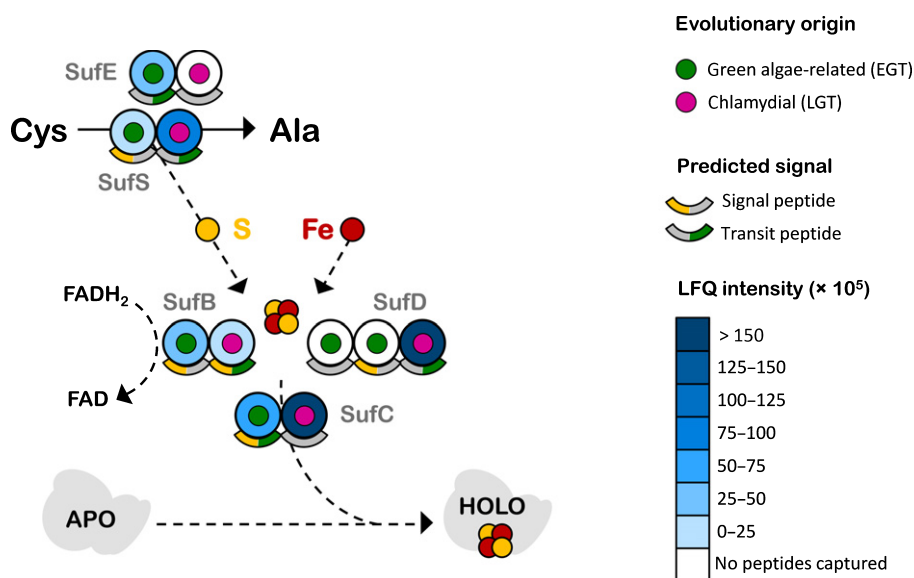 SufE
Cys
Ala
SufS
S
Fe
FADH₂
SufB
SufD
FAD
SufC
APO
HOLO
Evolutionary origin
Green algae-related (EGT)
Chlamydial (LGT)
Predicted signal
Signal peptide
Transit peptide
LFQ intensity (× 10⁵)
> 150
125–150
100–125
75–100
50–75
25–50
0–25
No peptides captured